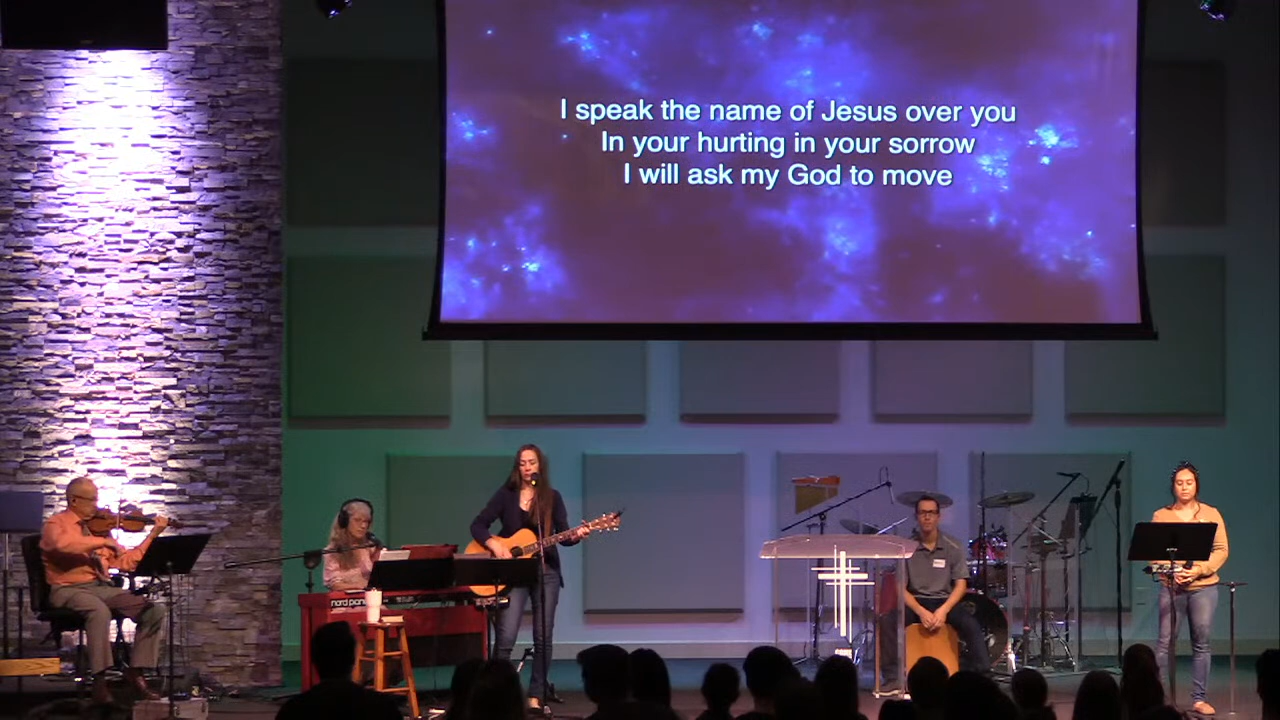 I speak the name of Jesus over you
In your hurting in your sorrow
I will ask my God to move
nord piano